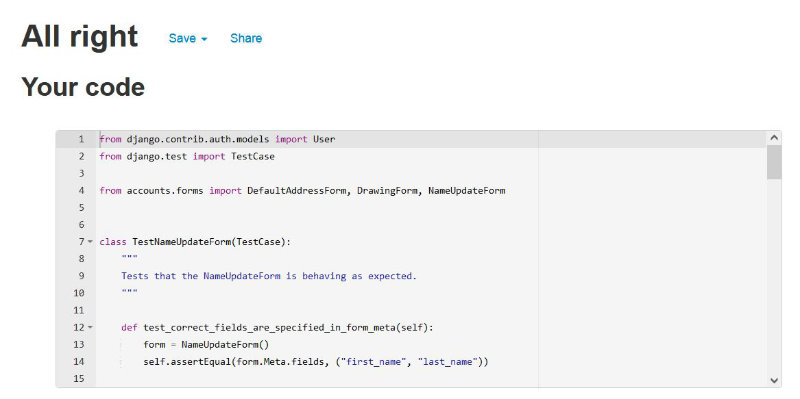 All right Save Share
Your code
1 from django.contrib.auth.models import User
2 from django.test import TestCase
3
4 from accounts.forms import DefaultAddressForm, DrawingForm, NameUpdateForm
5
6
7 class TestNameUpdateForm(TestCase):
8 """
9 Tests that the NameUpdateForm is behaving as expected.
10 """
11
12 def test_correct_fields_are_specified_in_form_meta(self):
13 form = NameUpdateForm()
14 self.assertEqual(form.Meta.fields, ("first_name", "last_name"))
15